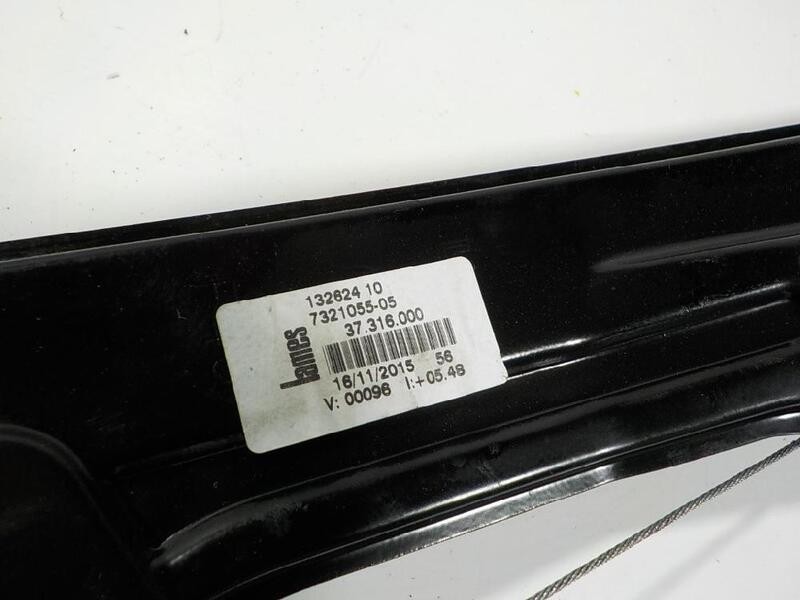 132624 10
7321055-05
37.316.000
Lames
16/11/2015 56
V: 00096 I:+05.48